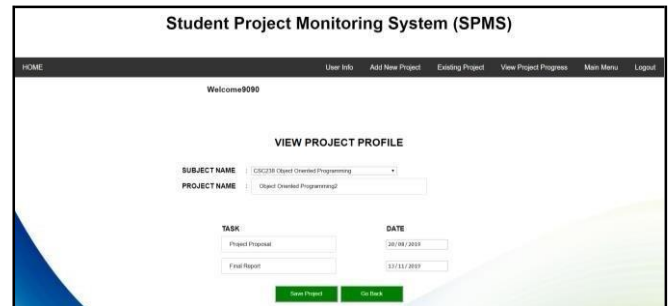 Student Project Monitoring System (SPMS)
HOME User Info Add New Project Existing Project View Project Progress Main Menu Logout
Welcome9090
VIEW PROJECT PROFILE
SUBJECT NAME : CSC238 Object Oriented Programming
PROJECT NAME : Object Oriented Programming2
TASK DATE
Project Proposal 20/08/2019
Final Report 13/11/2019
Save Project Go Back